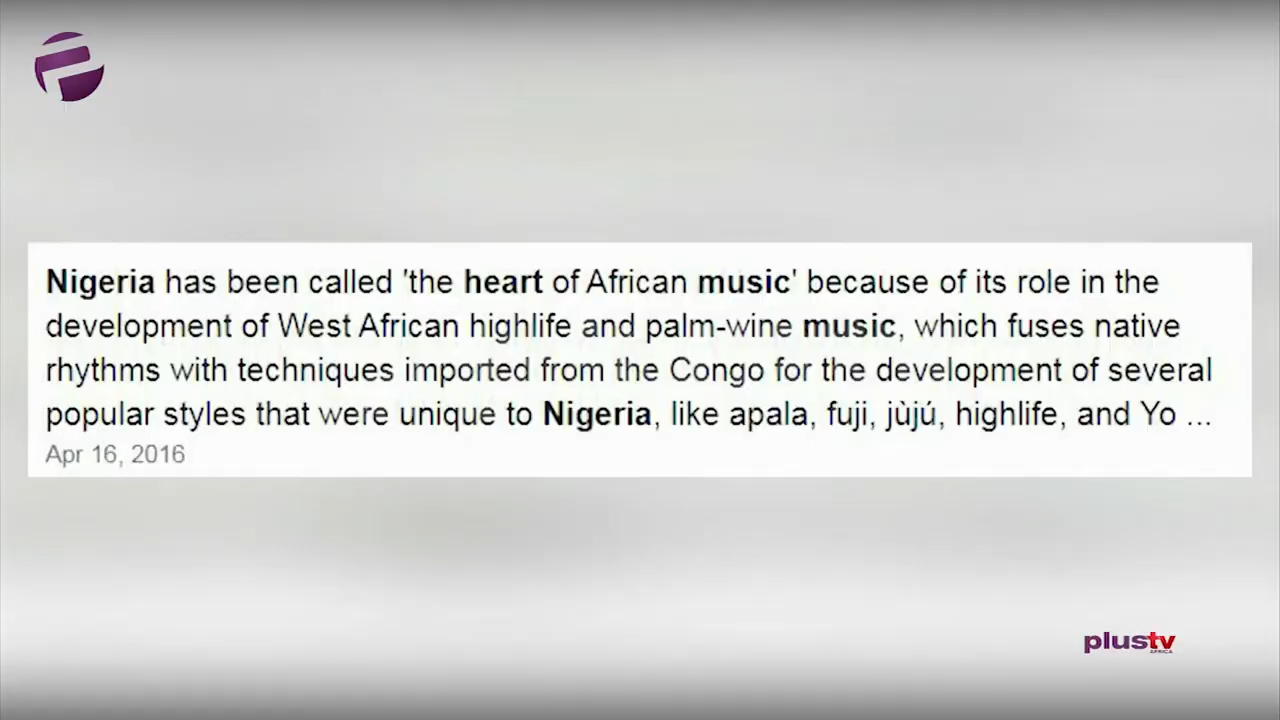 Nigeria has been called 'the heart of African music' because of its role in the
development of West African highlife and palm-wine music, which fuses native
rhythms with techniques imported from the Congo for the development of several
popular styles that were unique to Nigeria, like apala, fuji, jùjú, highlife, and Yo ...
Apr 16, 2016
plustv
AFRICA